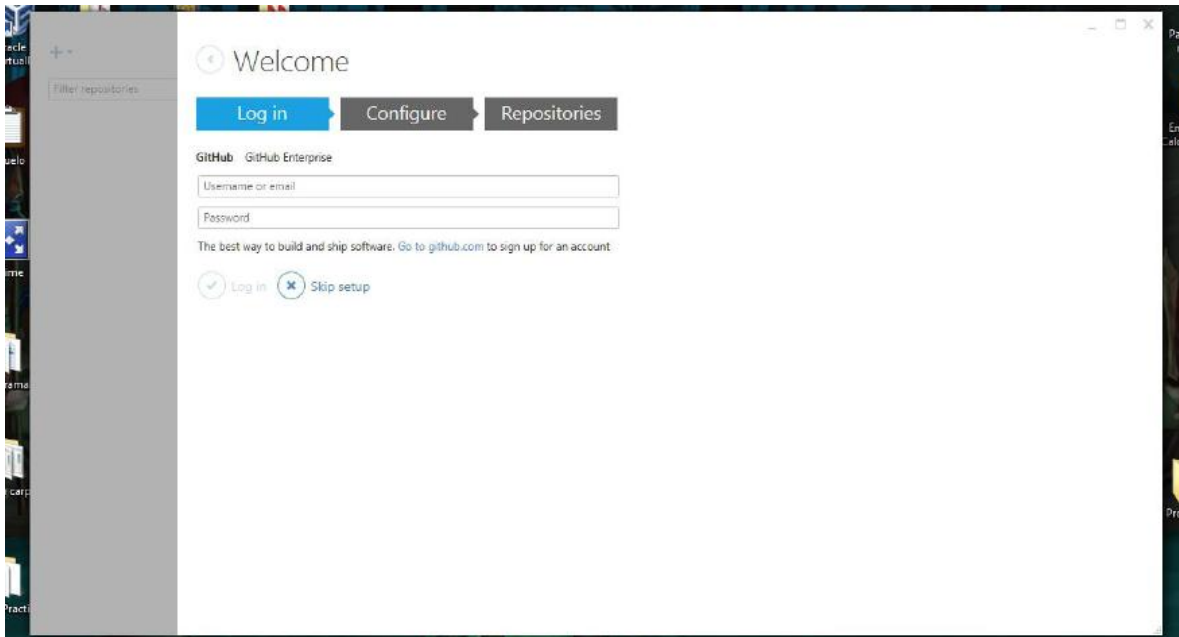 Welcome
Filter repositories
Log in Configure Repositories
GitHub GitHub Enterprise
Username or email
Password
The best way to build and ship software. Go to github.com to sign up for an account
Log in Skip setup